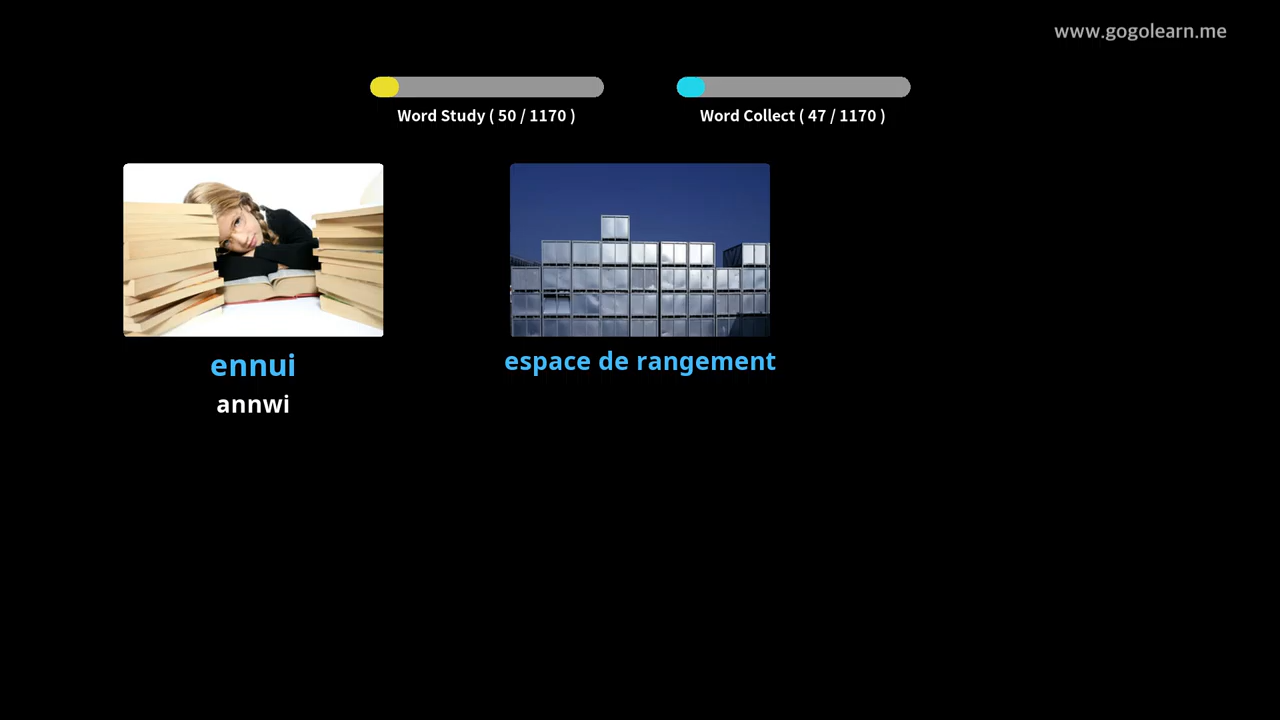 www.gogolearn.me
Word Study ( 50 / 1170 )
Word Collect ( 47 / 1170 )
ennui
annwi
espace de rangement